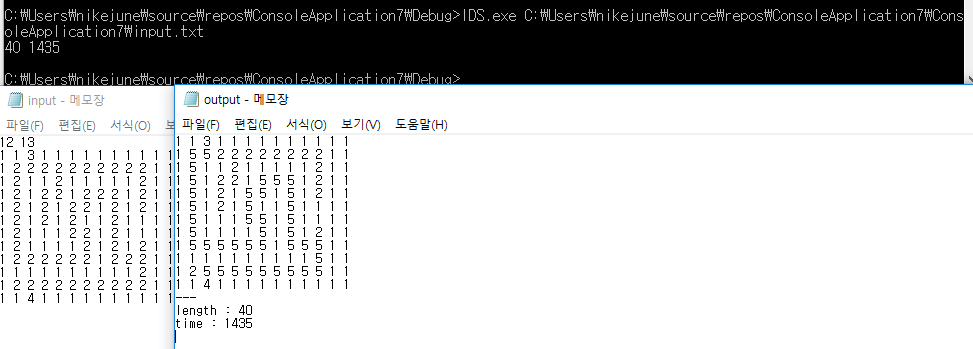 C:\Users\nikejune\source\repos\ConsoleApplication7\Debug>IDS.exe C:\Users\nikejune\source\repos\ConsoleApplication7\Cons
oleApplication7\input.txt
40 1435
C:\Users\nikejune\source\repos\ConsoleApplication7\Debug>
input - 메모장
파일(F) 편집(E) 서식(O) 보
12 13
1 1 3 1 1 1 1 1 1 1 1 1 1
1 2 2 2 2 2 2 2 2 2 2 1 1
1 2 1 1 2 1 1 1 1 1 2 1 1
1 2 1 2 2 1 2 2 2 1 2 1 1
1 2 1 2 1 2 2 1 2 1 2 1 1
1 2 1 2 1 2 1 1 2 1 1 1 1
1 2 1 1 1 2 2 1 2 1 1 1 1
1 2 1 1 1 1 2 1 2 1 2 1 1
1 2 2 2 2 2 2 1 2 1 2 1 1
1 1 1 1 1 1 1 1 1 1 2 1 1
1 2 2 2 2 2 2 2 2 2 2 1 1
1 1 4 1 1 1 1 1 1 1 1 1 1
output - 메모장
파일(F) 편집(E) 서식(O) 보기(V) 도움말(H)
1 1 3 1 1 1 1 1 1 1 1 1 1
1 5 5 2 2 2 2 2 2 2 2 1 1
1 5 1 1 2 1 1 1 1 1 2 1 1
1 5 1 2 2 1 5 5 5 1 2 1 1
1 5 1 2 1 5 5 1 5 1 2 1 1
1 5 1 2 1 5 1 1 5 1 1 1 1
1 5 1 1 1 5 5 1 5 1 1 1 1
1 5 1 1 1 1 5 1 5 1 2 1 1
1 5 5 5 5 5 5 1 5 5 5 1 1
1 1 1 1 1 1 1 1 1 1 5 1 1
1 2 5 5 5 5 5 5 5 5 5 1 1
1 1 4 1 1 1 1 1 1 1 1 1 1
---
length : 40
time : 1435